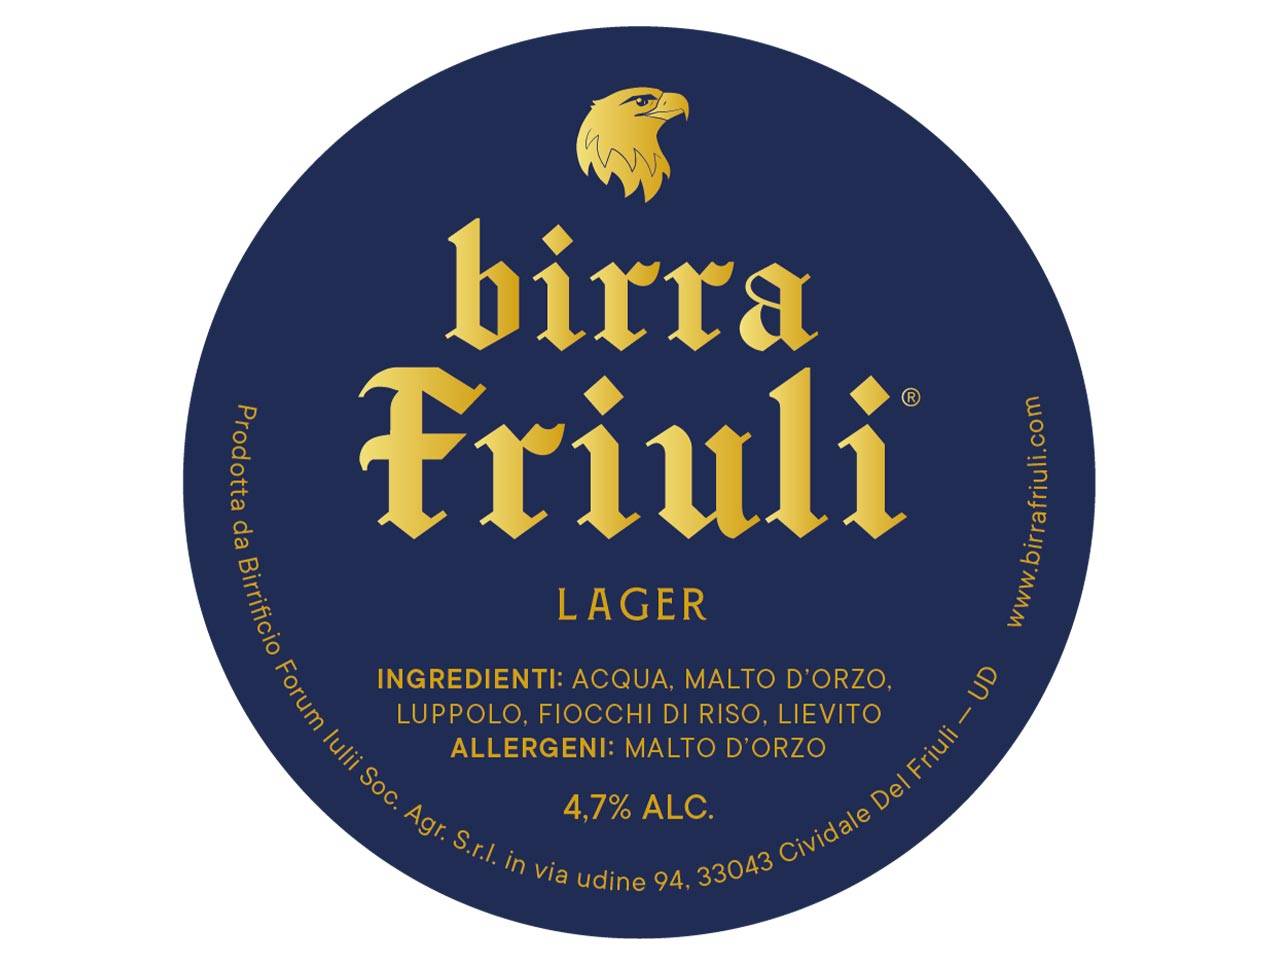 birra
Friuli®
LAGER
INGREDIENTI: ACQUA, MALTO D'ORZO,
LUPPOLO, FIOCCHI DI RISO, LIEVITO
ALLERGENI: MALTO D'ORZO
4,7% ALC.
Prodotta da Birrificio Forum Iulii Soc. Agr. S.r.l. in via udine 94, 33043 Cividale Del Friuli – UD
www.birrafriuli.com